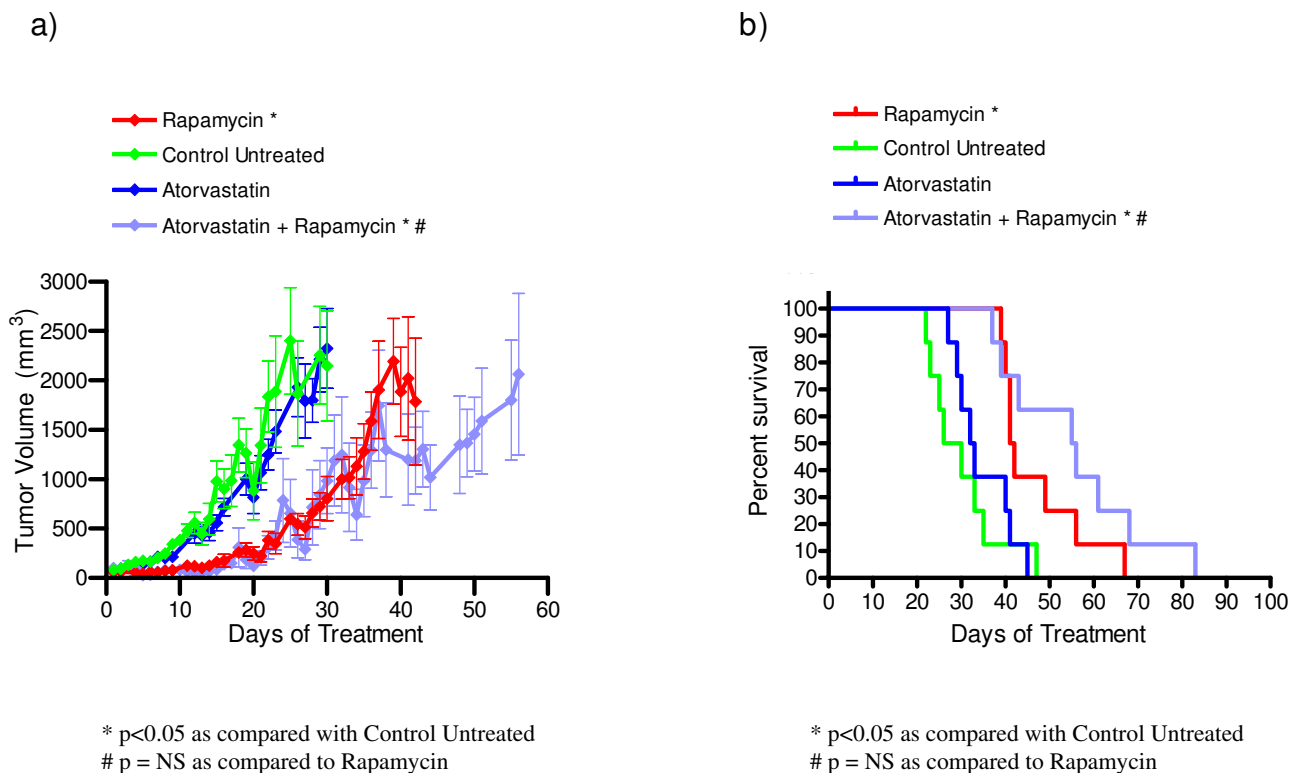 a)
Rapamycin *
Control Untreated
Atorvastatin
Atorvastatin + Rapamycin * #
Tumor Volume (mm³)
3000
2500
2000
1500
1000
500
0
0 10 20 30 40 50 60
Days of Treatment
* p<0.05 as compared with Control Untreated
# p = NS as compared to Rapamycin
b)
Rapamycin *
Control Untreated
Atorvastatin
Atorvastatin + Rapamycin * #
Percent survival
100
90
80
70
60
50
40
30
20
10
0
0 10 20 30 40 50 60 70 80 90 100
Days of Treatment
* p<0.05 as compared with Control Untreated
# p = NS as compared to Rapamycin